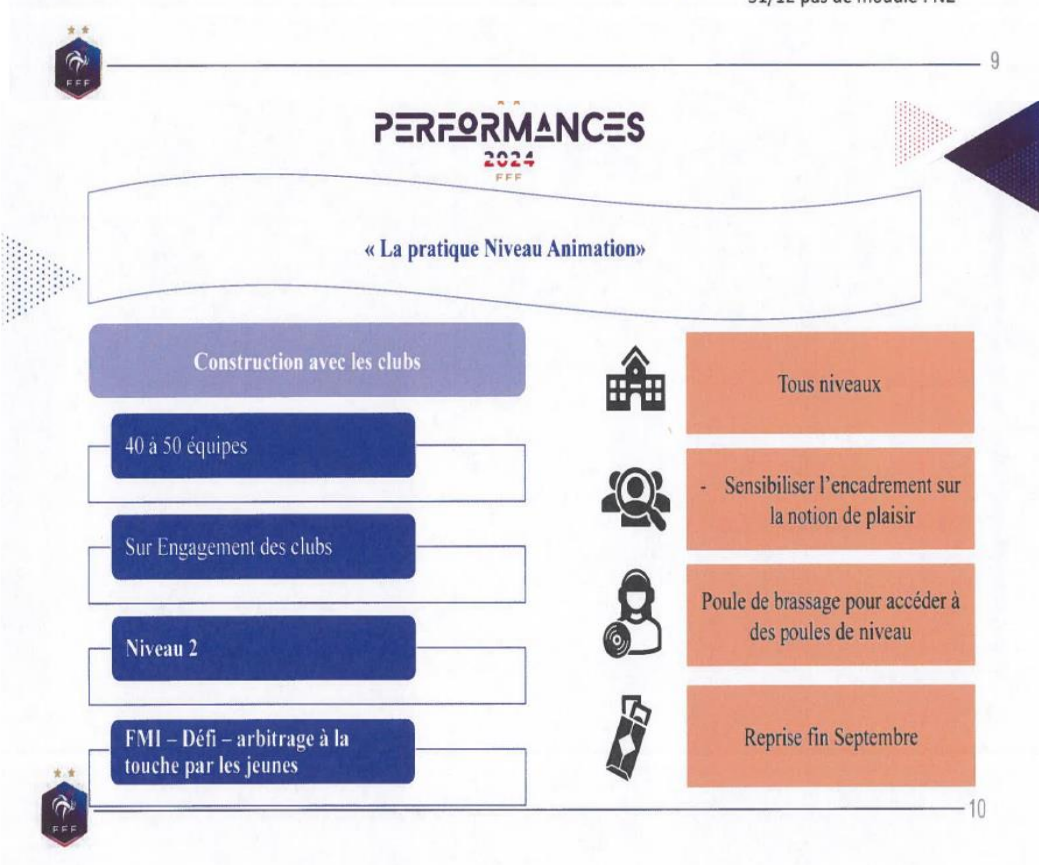 FFF
9
PERFORMANCES
2024
FFF
« La pratique Niveau Animation»
Construction avec les clubs
40 à 50 équipes
Sur Engagement des clubs
Niveau 2
FMI – Défi – arbitrage à la
touche par les jeunes
Tous niveaux
- Sensibiliser l'encadrement sur
la notion de plaisir
Poule de brassage pour accéder à
des poules de niveau
Reprise fin Septembre
FFF
10